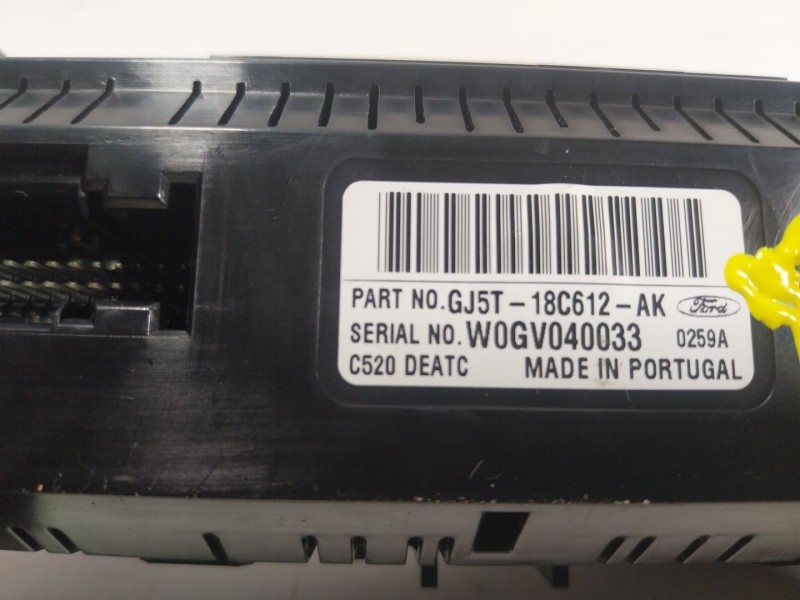 PART NO.GJ5T-18C612-AK Ford
SERIAL NO.W0GV040033 0259A
C520 DEATC MADE IN PORTUGAL